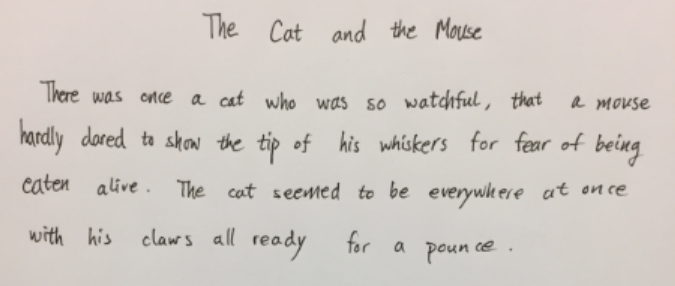 The Cat and the Mouse
There was once a cat who was so watchful, that a mouse
hardly dared to show the tip of his whiskers for fear of being
eaten alive. The cat seemed to be everywhere at once
with his claws all ready for a pounce.